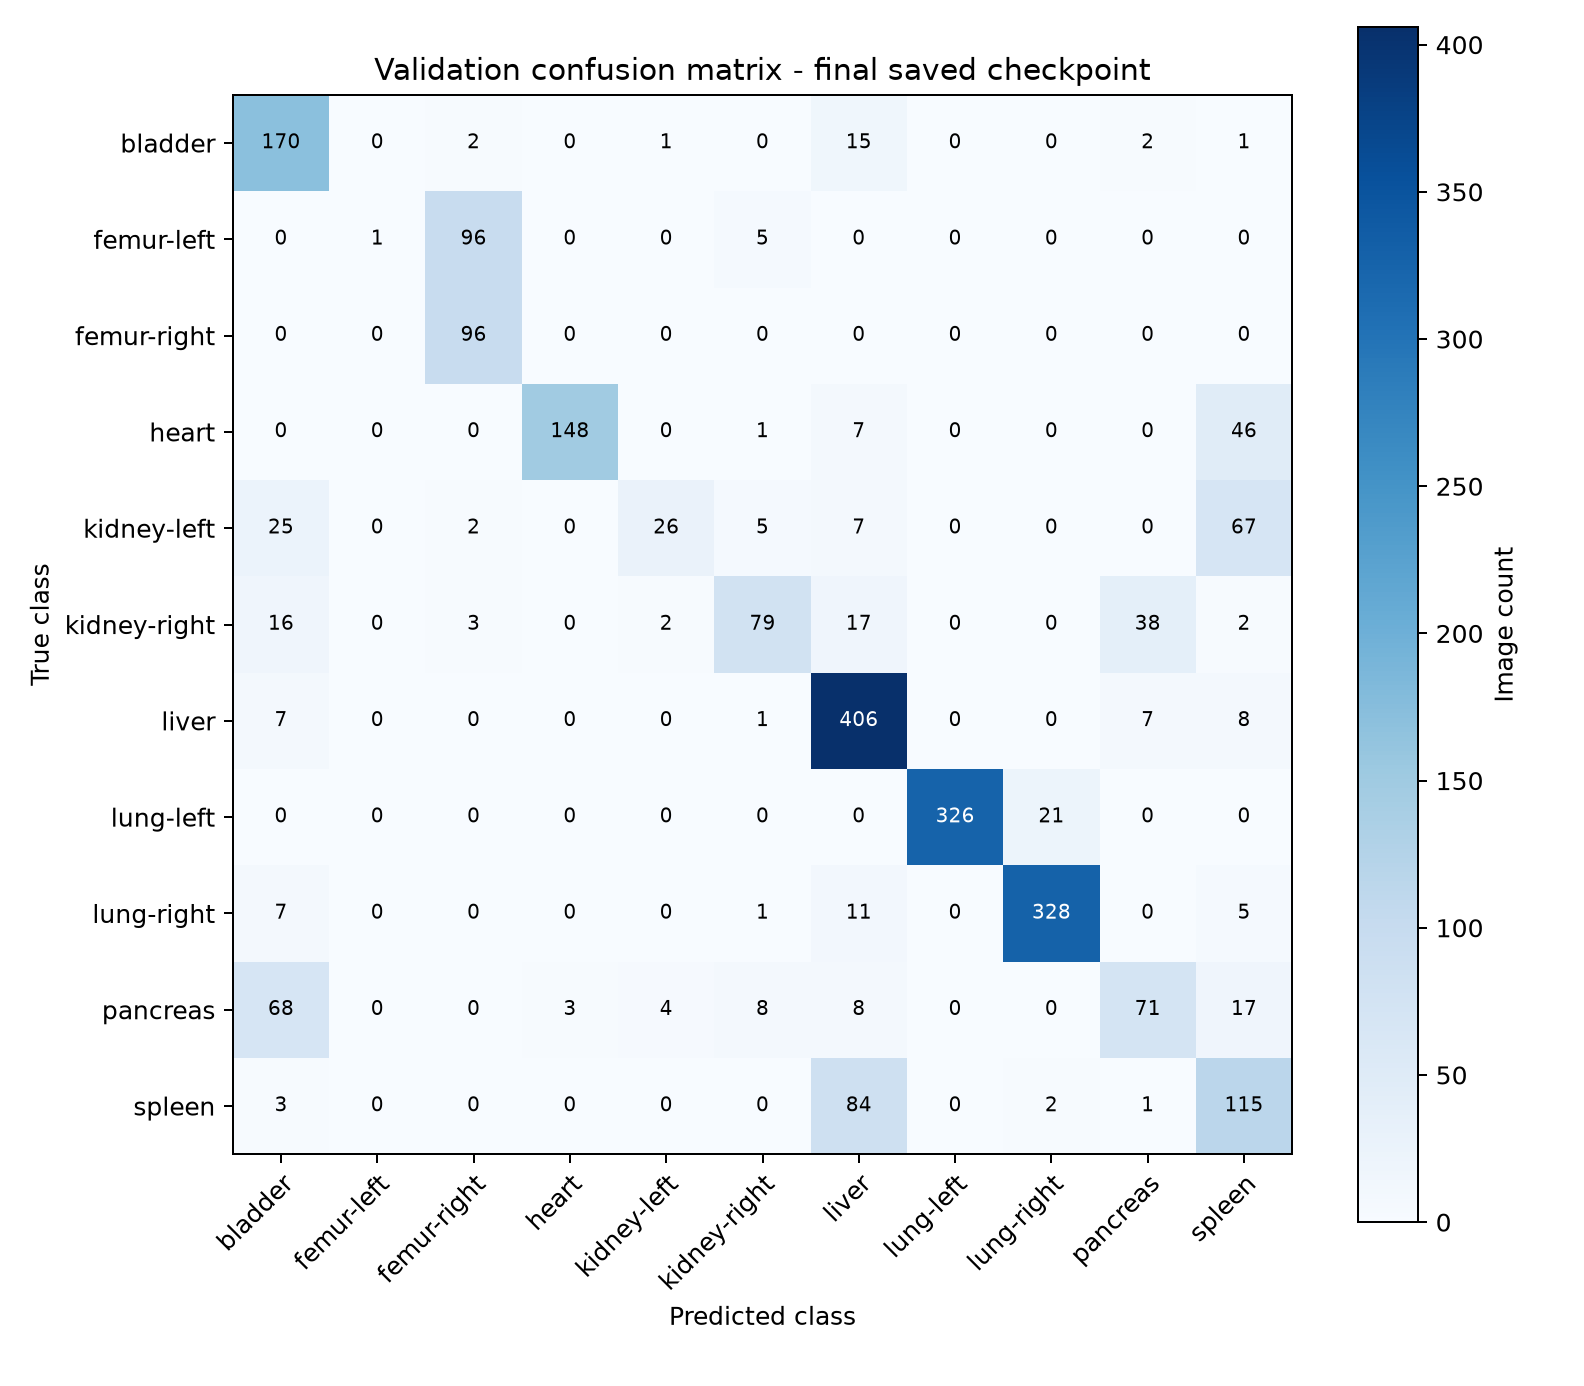 Validation confusion matrix - final saved checkpoint
bladder 170 0 2 0 1 0 15 0 0 2 1
femur-left 0 1 96 0 0 5 0 0 0 0 0
femur-right 0 0 96 0 0 0 0 0 0 0 0
heart 0 0 0 148 0 1 7 0 0 0 46
kidney-left 25 0 2 0 26 5 7 0 0 0 67
kidney-right 16 0 3 0 2 79 17 0 0 38 2
liver 7 0 0 0 0 1 406 0 0 7 8
lung-left 0 0 0 0 0 0 0 326 21 0 0
lung-right 7 0 0 0 0 1 11 0 328 0 5
pancreas 68 0 0 3 4 8 8 0 0 71 17
spleen 3 0 0 0 0 0 84 0 2 1 115
bladder femur-left femur-right heart kidney-left kidney-right liver lung-left lung-right pancreas spleen
Predicted class
True class
400
350
300
250
200
150
100
50
0
Image count